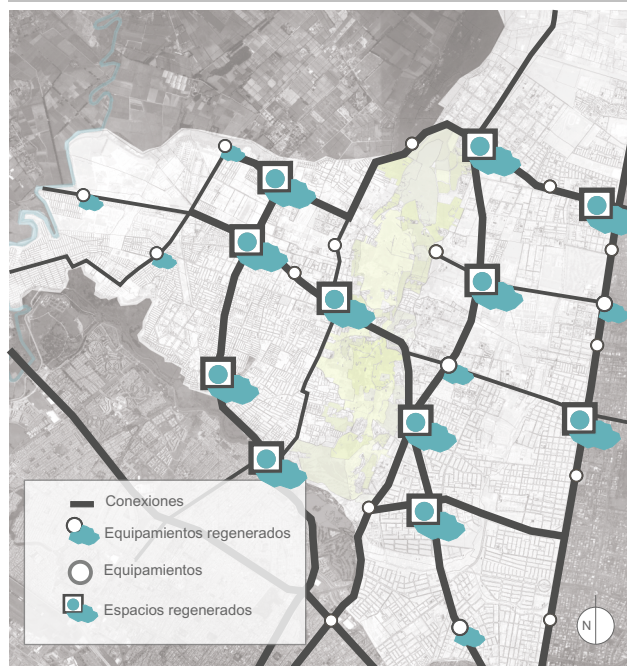 Conexiones
Equipamientos regenerados
Equipamientos
Espacios regenerados
N